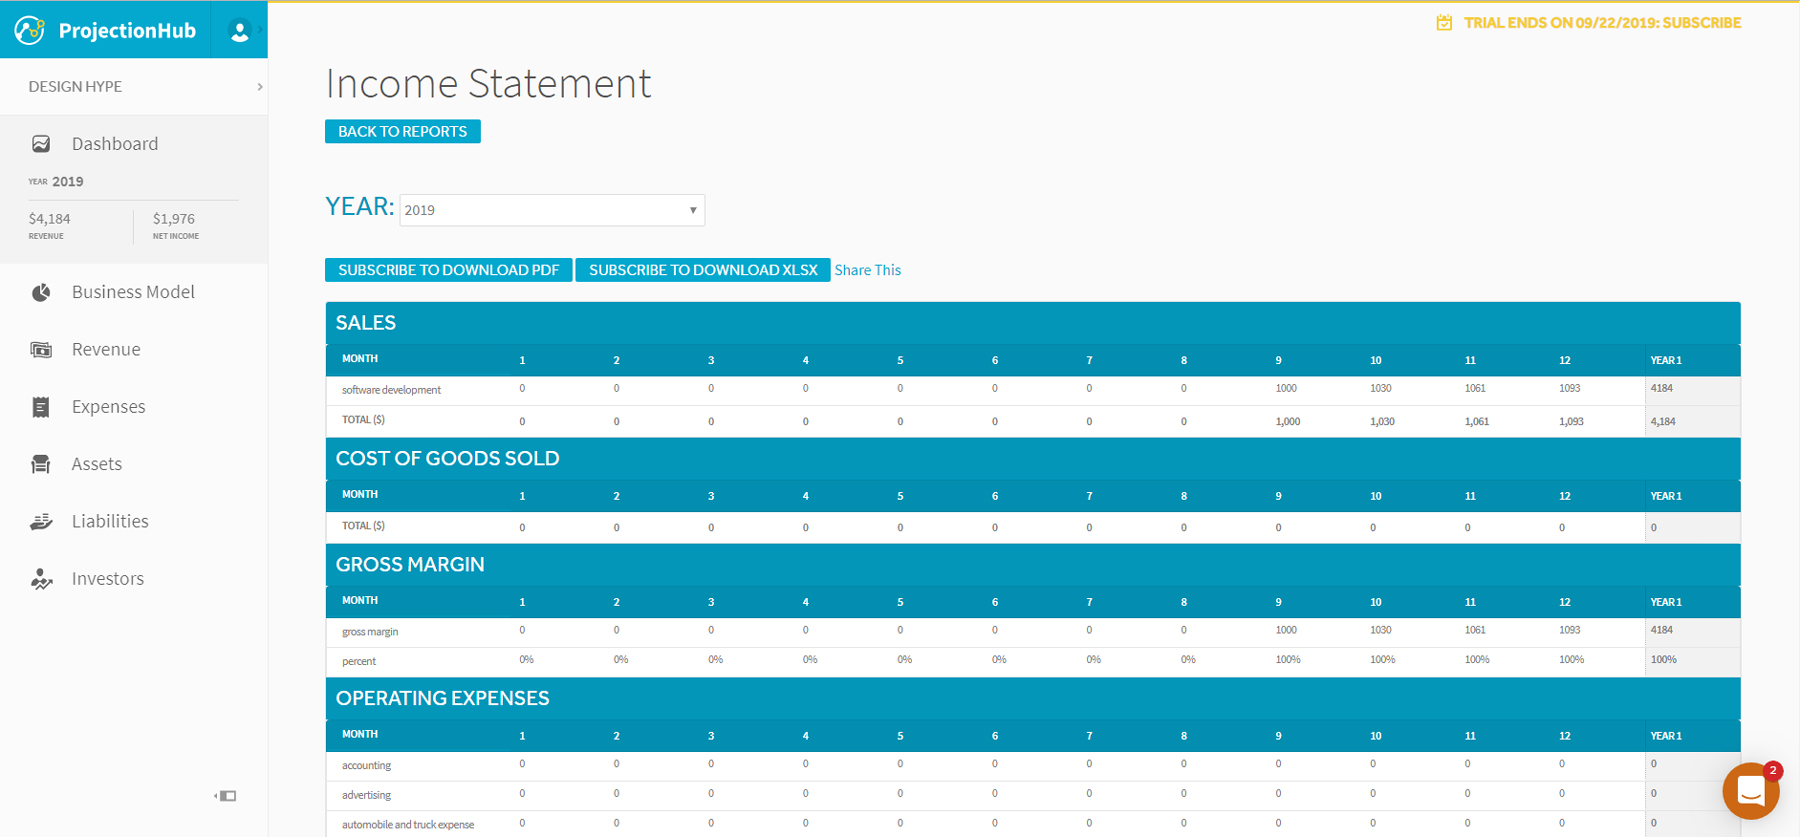 ProjectionHub
TRIAL ENDS ON 09/22/2019: SUBSCRIBE
DESIGN HYPE
Dashboard
YEAR 2019
$4,184 $1,976
REVENUE NET INCOME
Business Model
Revenue
Expenses
Assets
Liabilities
Investors
Income Statement
BACK TO REPORTS
YEAR: 2019
SUBSCRIBE TO DOWNLOAD PDF SUBSCRIBE TO DOWNLOAD XLSX Share This
SALES
MONTH 1 2 3 4 5 6 7 8 9 10 11 12 YEAR 1
software development 0 0 0 0 0 0 0 0 1000 1030 1061 1093 4184
TOTAL ($) 0 0 0 0 0 0 0 0 1,000 1,030 1,061 1,093 4,184
COST OF GOODS SOLD
MONTH 1 2 3 4 5 6 7 8 9 10 11 12 YEAR 1
TOTAL ($) 0 0 0 0 0 0 0 0 0 0 0 0 0
GROSS MARGIN
MONTH 1 2 3 4 5 6 7 8 9 10 11 12 YEAR 1
gross margin 0 0 0 0 0 0 0 0 1000 1030 1061 1093 4184
percent 0% 0% 0% 0% 0% 0% 0% 0% 100% 100% 100% 100% 100%
OPERATING EXPENSES
MONTH 1 2 3 4 5 6 7 8 9 10 11 12 YEAR 1
accounting 0 0 0 0 0 0 0 0 0 0 0 0 0
advertising 0 0 0 0 0 0 0 0 0 0 0 0 0
automobile and truck expense 0 0 0 0 0 0 0 0 0 0 0 0 0
2